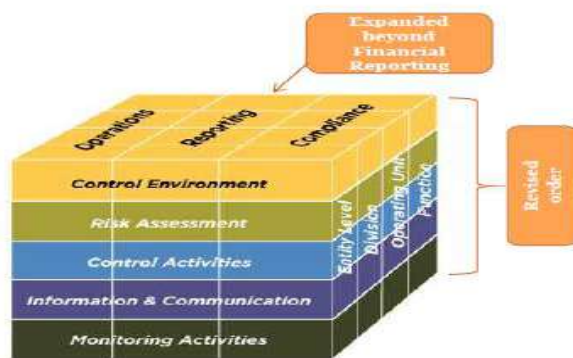 Expanded
beyond
Financial
Reporting
Operations
Reporting
Compliance
Control Environment
Risk Assessment
Control Activities
Information & Communication
Monitoring Activities
Entity Level
Division
Operating Unit
Function
Revised
order